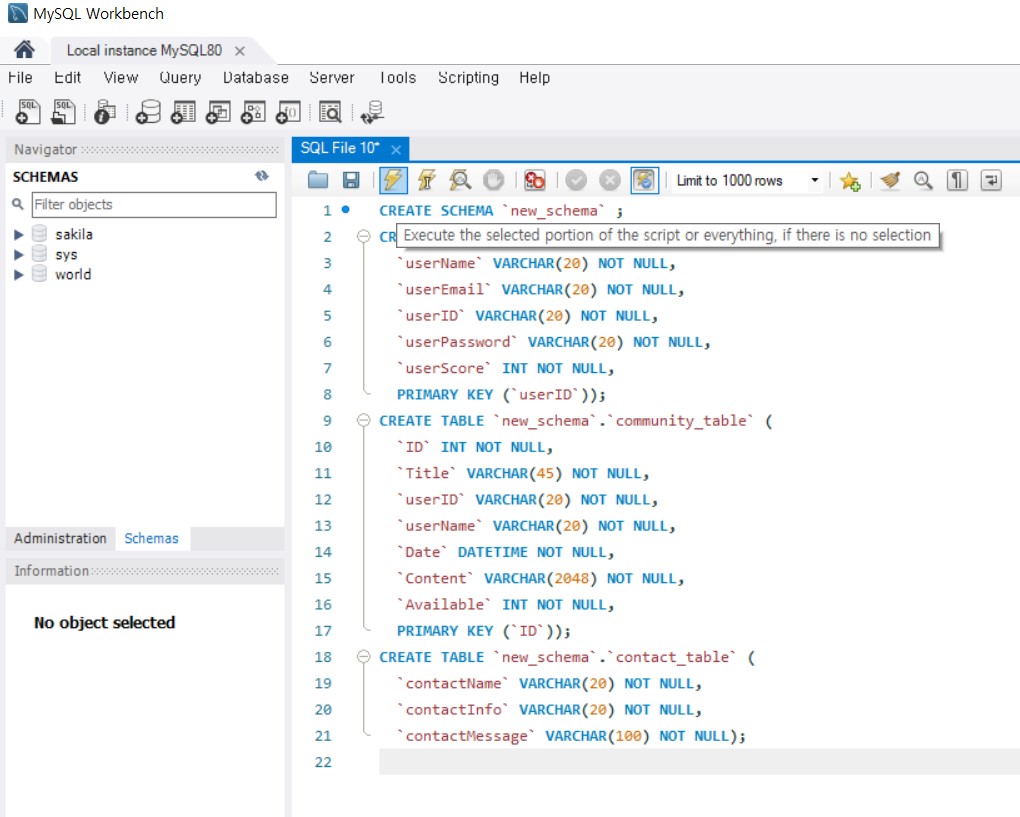 MySQL Workbench
Local instance MySQL80
File Edit View Query Database Server Tools Scripting Help
Navigator
SCHEMAS
Filter objects
sakila
sys
world
Administration Schemas
Information
No object selected
SQL File 10*
Limit to 1000 rows
1 CREATE SCHEMA `new_schema` ;
2 CR
Execute the selected portion of the script or everything, if there is no selection
3 `userName` VARCHAR(20) NOT NULL,
4 `userEmail` VARCHAR(20) NOT NULL,
5 `userID` VARCHAR(20) NOT NULL,
6 `userPassword` VARCHAR(20) NOT NULL,
7 `userScore` INT NOT NULL,
8 PRIMARY KEY (`userID`));
9 CREATE TABLE `new_schema`.`community_table` (
10 `ID` INT NOT NULL,
11 `Title` VARCHAR(45) NOT NULL,
12 `userID` VARCHAR(20) NOT NULL,
13 `userName` VARCHAR(20) NOT NULL,
14 `Date` DATETIME NOT NULL,
15 `Content` VARCHAR(2048) NOT NULL,
16 `Available` INT NOT NULL,
17 PRIMARY KEY (`ID`));
18 CREATE TABLE `new_schema`.`contact_table` (
19 `contactName` VARCHAR(20) NOT NULL,
20 `contactInfo` VARCHAR(20) NOT NULL,
21 `contactMessage` VARCHAR(100) NOT NULL);
22